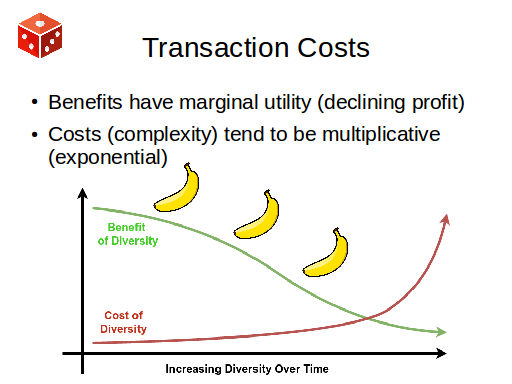 Transaction Costs
• Benefits have marginal utility (declining profit)
• Costs (complexity) tend to be multiplicative
(exponential)
Benefit
of Diversity
Cost of
Diversity
Increasing Diversity Over Time